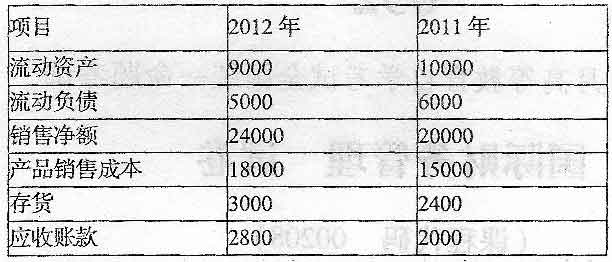 项目 2012年 2011年
流动资产 9000 10000
流动负债 5000 6000
销售净额 24000 20000
产品销售成本 18000 15000
存货 3000 2400
应收账款 2800 2000